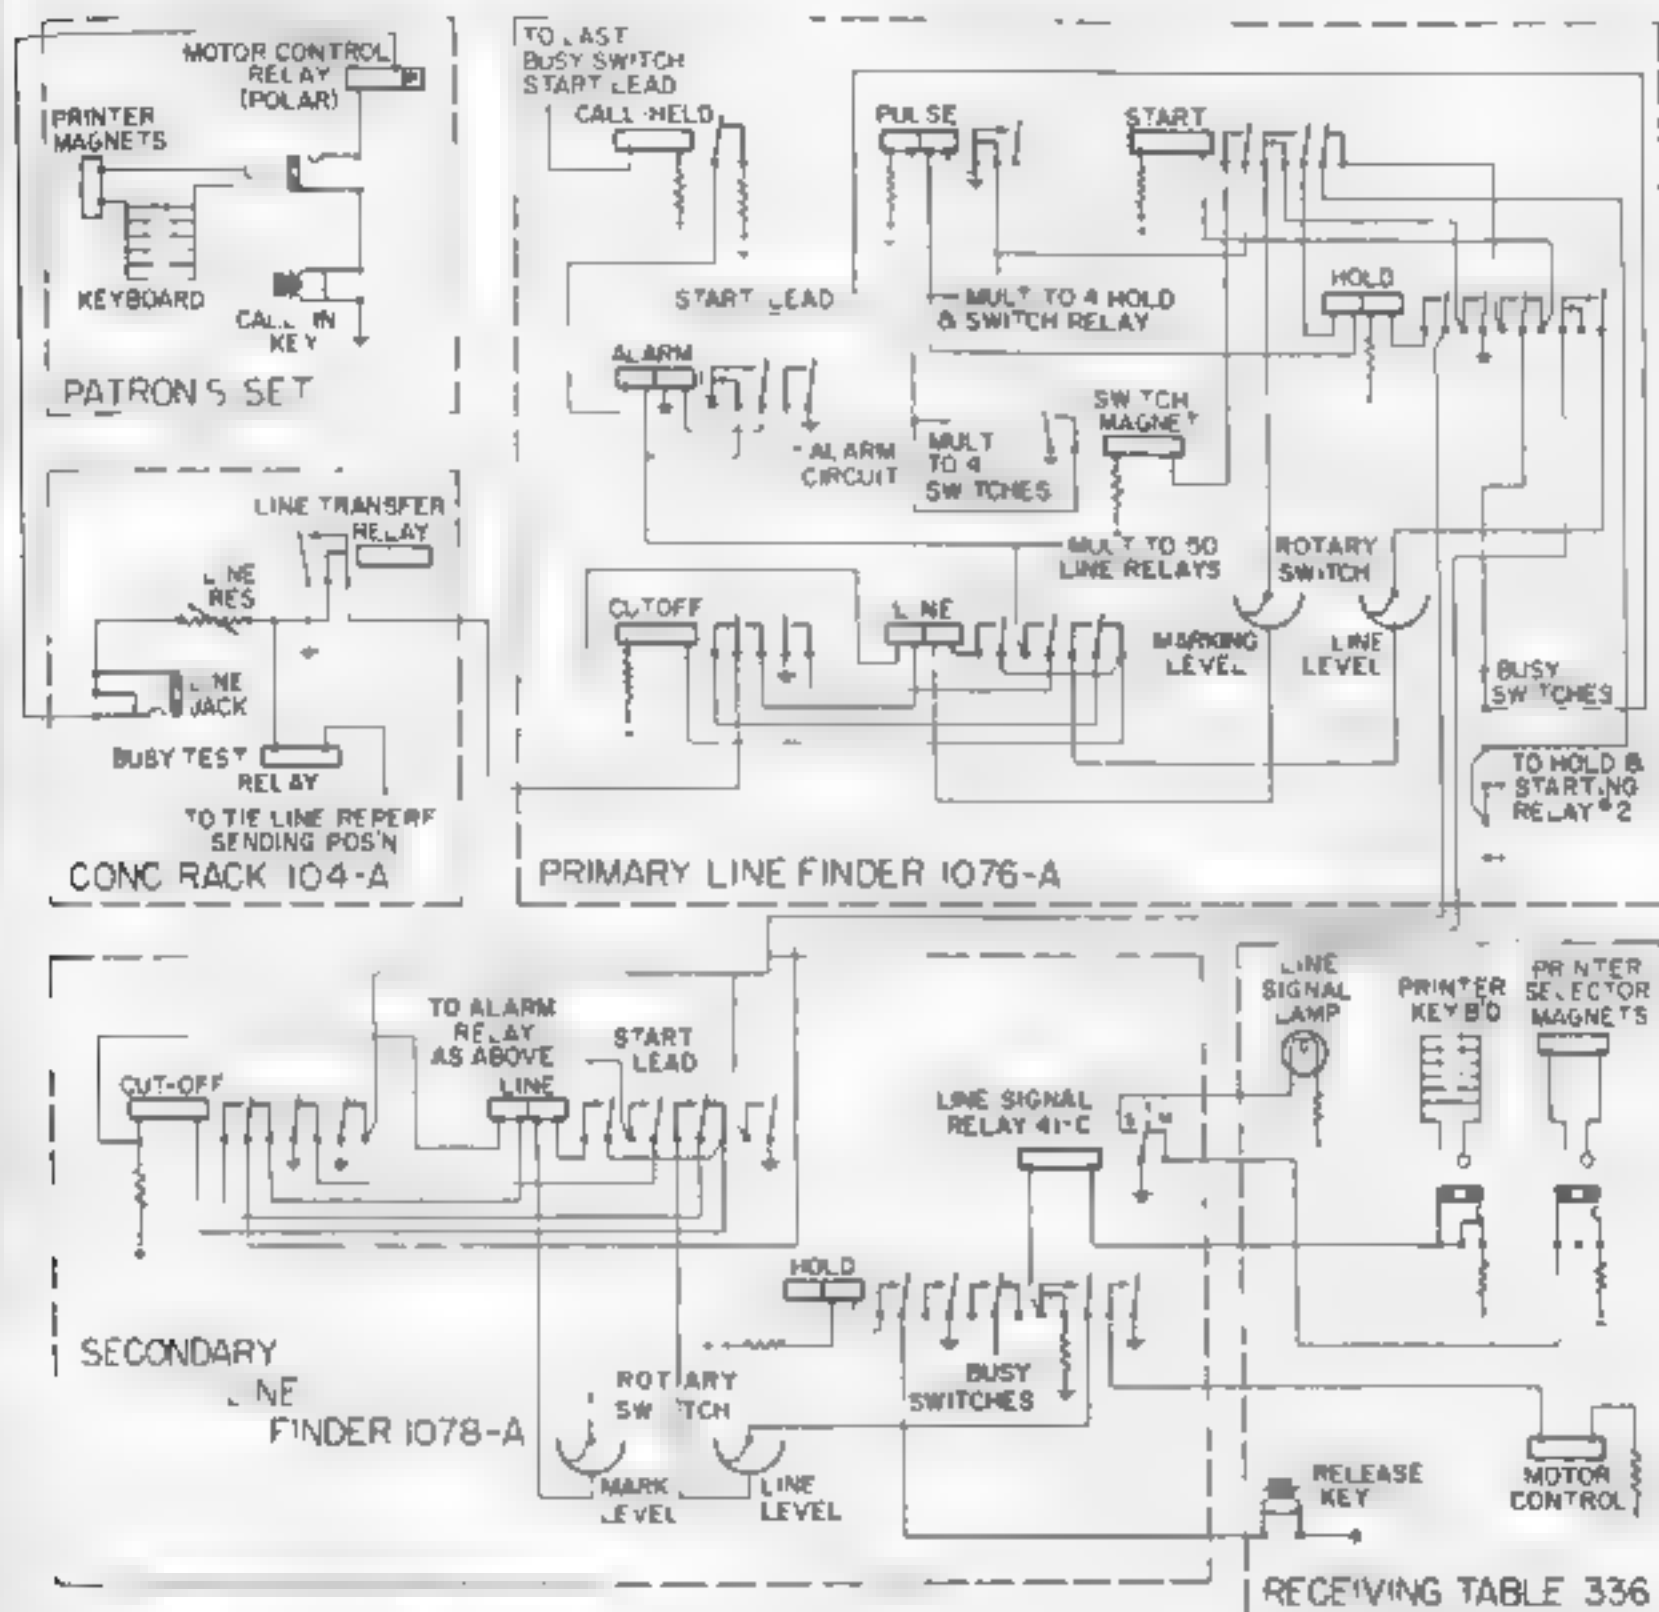 MOTOR CONTROL
RELAY
(POLAR)
PRINTER
MAGNETS
KEYBOARD
CALL IN
KEY
PATRON'S SET
TO LAST
BUSY SWITCH
START LEAD
CALL HELD
PULSE
START
START LEAD
MULT TO 4 HOLD
& SWITCH RELAY
HOLD
ALARM
SWITCH
MAGNET
ALARM
CIRCUIT
MULT
TO 4
SWITCHES
MULT TO 50
LINE RELAYS
ROTARY
SWITCH
CUTOFF
LINE
MARKING
LEVEL
LINE
LEVEL
BUSY
SWITCHES
TO HOLD &
STARTING
RELAY #2
PRIMARY LINE FINDER 1076-A
LINE TRANSFER
RELAY
LINE
RES
LINE
JACK
BUSY TEST
RELAY
TO TIE LINE REPERF
SENDING POS'N
CONC RACK 104-A
TO ALARM
RELAY
AS ABOVE
START
LEAD
CUT-OFF
LINE
LINE SIGNAL
RELAY 41-C
S M
HOLD
BUSY
SWITCHES
ROTARY
SWITCH
MARK
LEVEL
LINE
LEVEL
SECONDARY
LINE
FINDER 1078-A
LINE
SIGNAL
LAMP
PRINTER
KEYB'D
PRINTER
SELECTOR
MAGNETS
RELEASE
KEY
MOTOR
CONTROL
RECEIVING TABLE 336